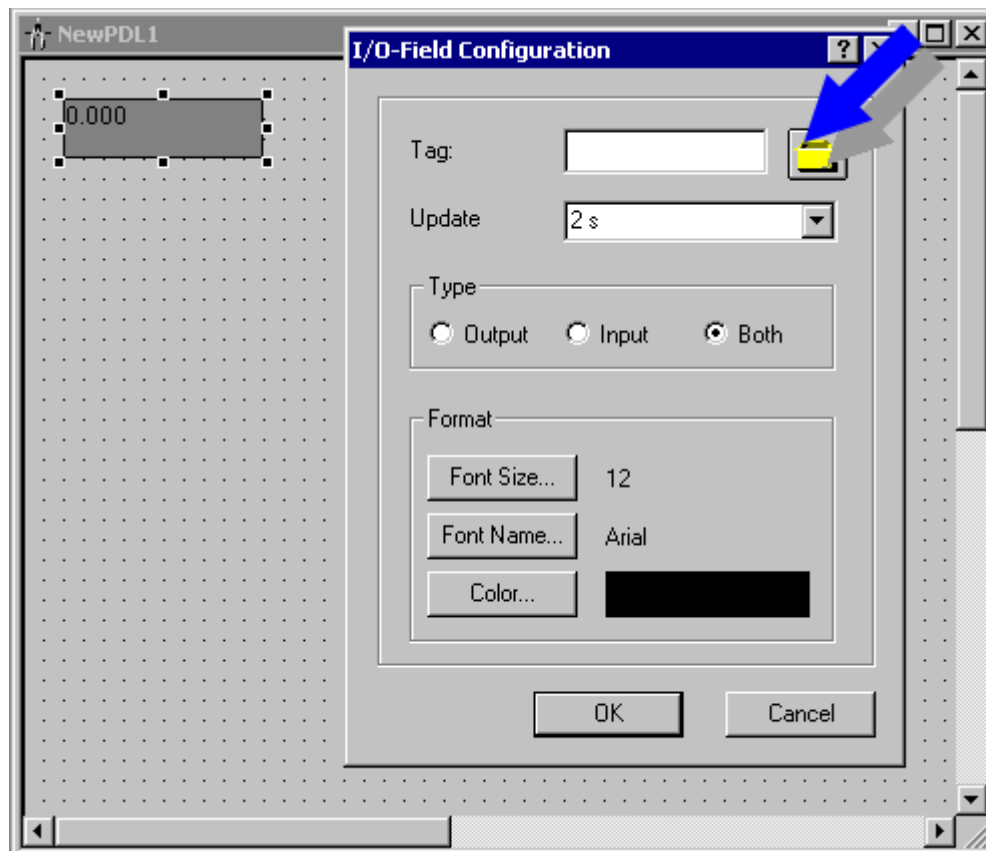 NewPDL1
I/O-Field Configuration
0.000
Tag:
Update
2 s
Type
Output
Input
Both
Format
Font Size...
12
Font Name...
Arial
Color...
OK
Cancel